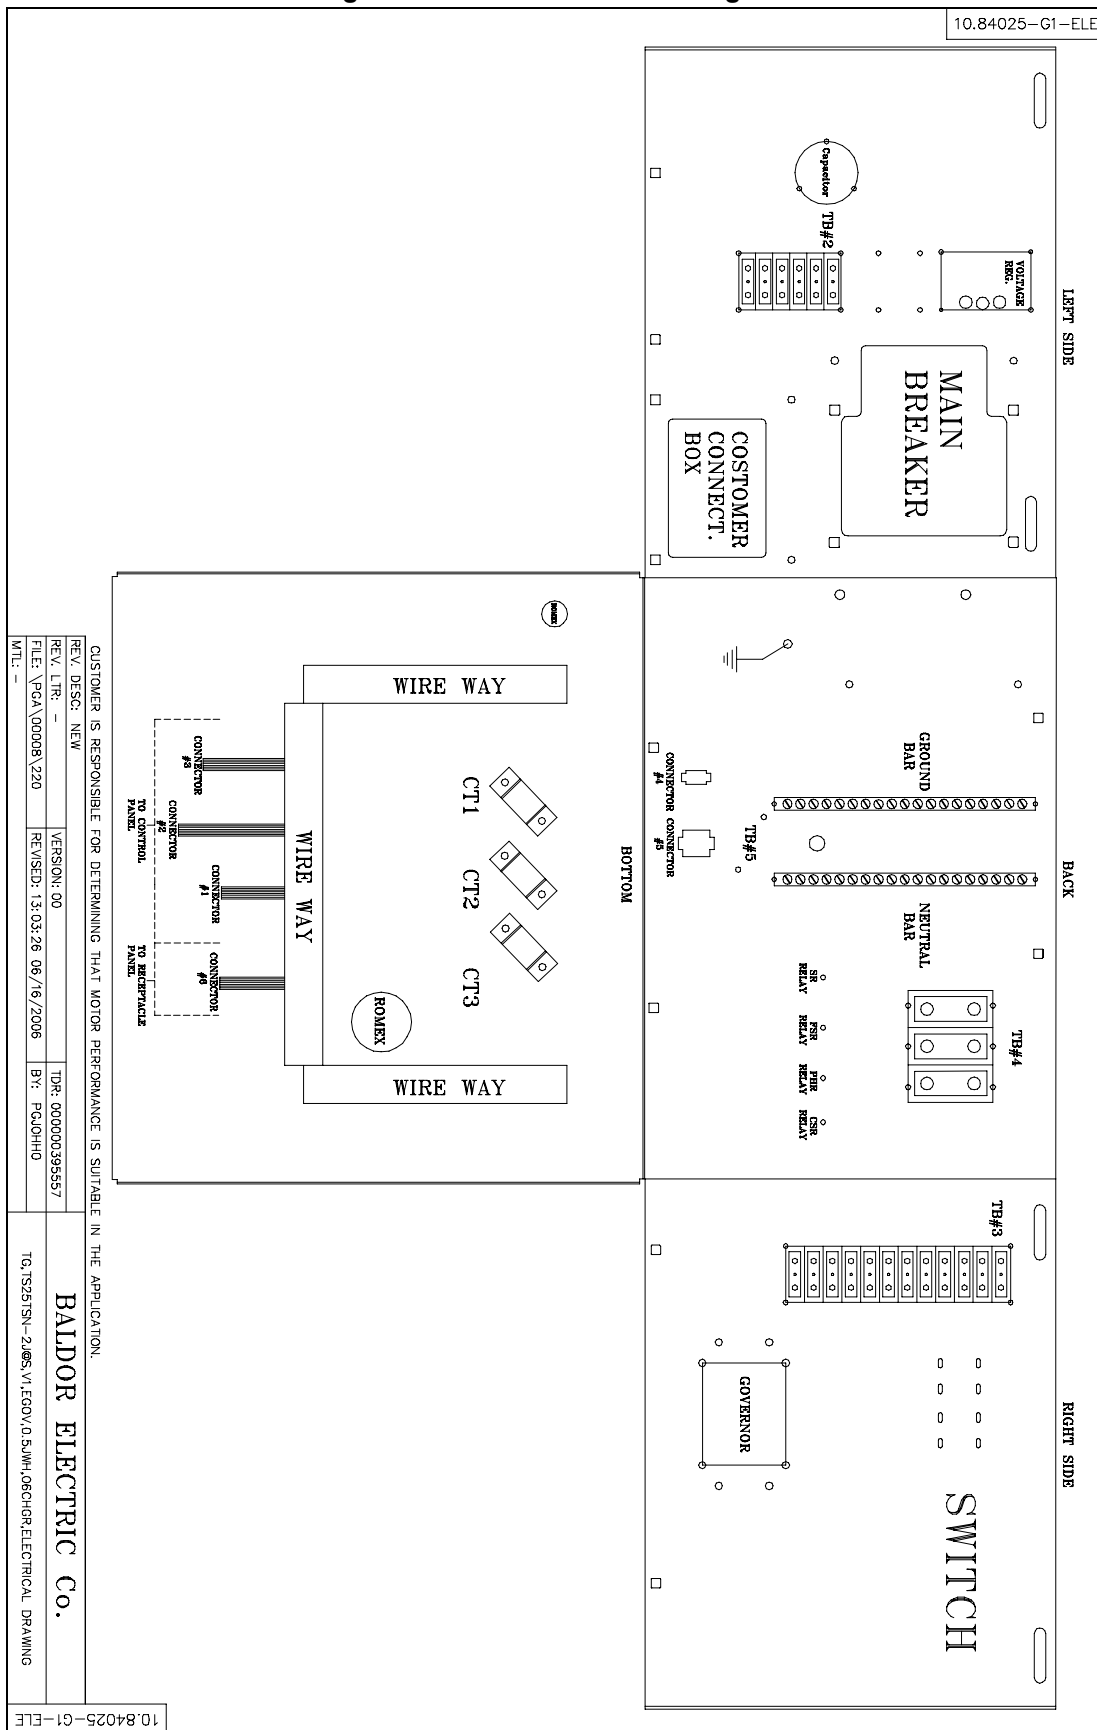 10.84025-G1-ELE
LEFT SIDE
Capacitor
TB#2
VOLTAGE
REG.
MAIN
BREAKER
COSTOMER
CONNECT.
BOX
BACK
GROUND
BAR
NEUTRAL
BAR
TB#5
CONNECTOR
#4
CONNECTOR
#5
TB#4
SR
RELAY
FSR
RELAY
PHR
RELAY
CSR
RELAY
RIGHT SIDE
TB#3
GOVERNOR
SWITCH
BOTTOM
ROMEX
WIRE WAY
WIRE WAY
WIRE WAY
CT1
CT2
CT3
ROMEX
CONNECTOR
#3
CONNECTOR
#2
CONNECTOR
#1
CONNECTOR
#6
TO CONTROL
PANEL
TO RECEPTACLE
PANEL
CUSTOMER IS RESPONSIBLE FOR DETERMINING THAT MOTOR PERFORMANCE IS SUITABLE IN THE APPLICATION.
REV. DESC: NEW
REV. LTR: -
VERSION: 00
TDR: 000000395557
FILE: \PGA\00008\220
REVISED: 13:03:26 06/16/2006
BY: PGJOHHO
MTL: -
BALDOR ELECTRIC Co.
TG,TS25TSN-2J@S,V1,EGOV,0.5JWH,06CHGR,ELECTRICAL DRAWING
10.84025-G1-ELE